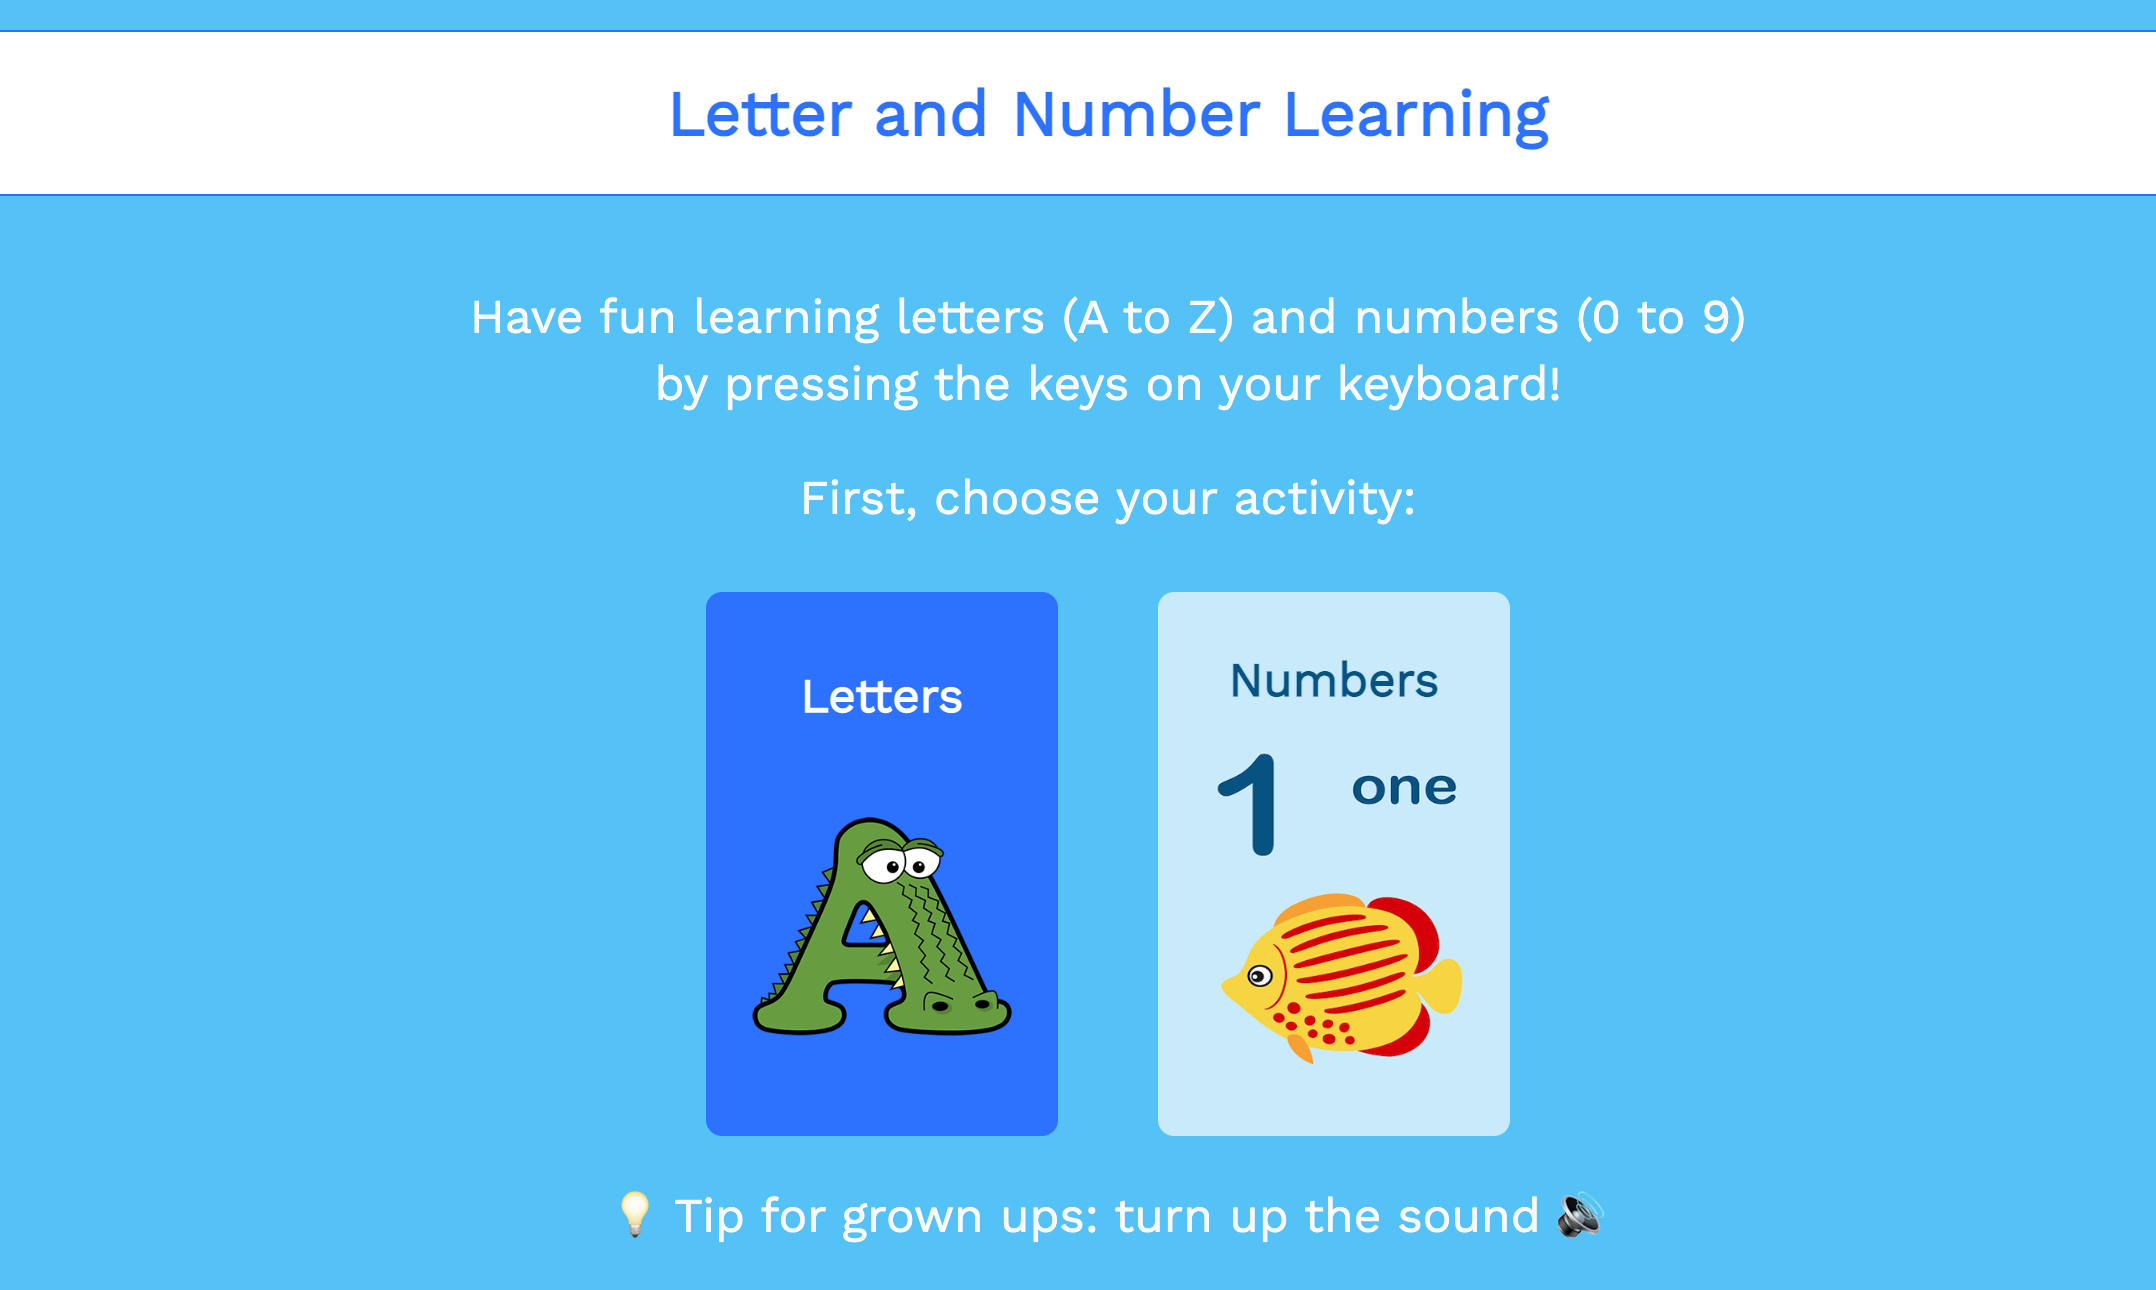 Letter and Number Learning
Have fun learning letters (A to Z) and numbers (0 to 9)
by pressing the keys on your keyboard!
First, choose your activity:
Letters
A
Numbers
1 one
💡 Tip for grown ups: turn up the sound 🔊